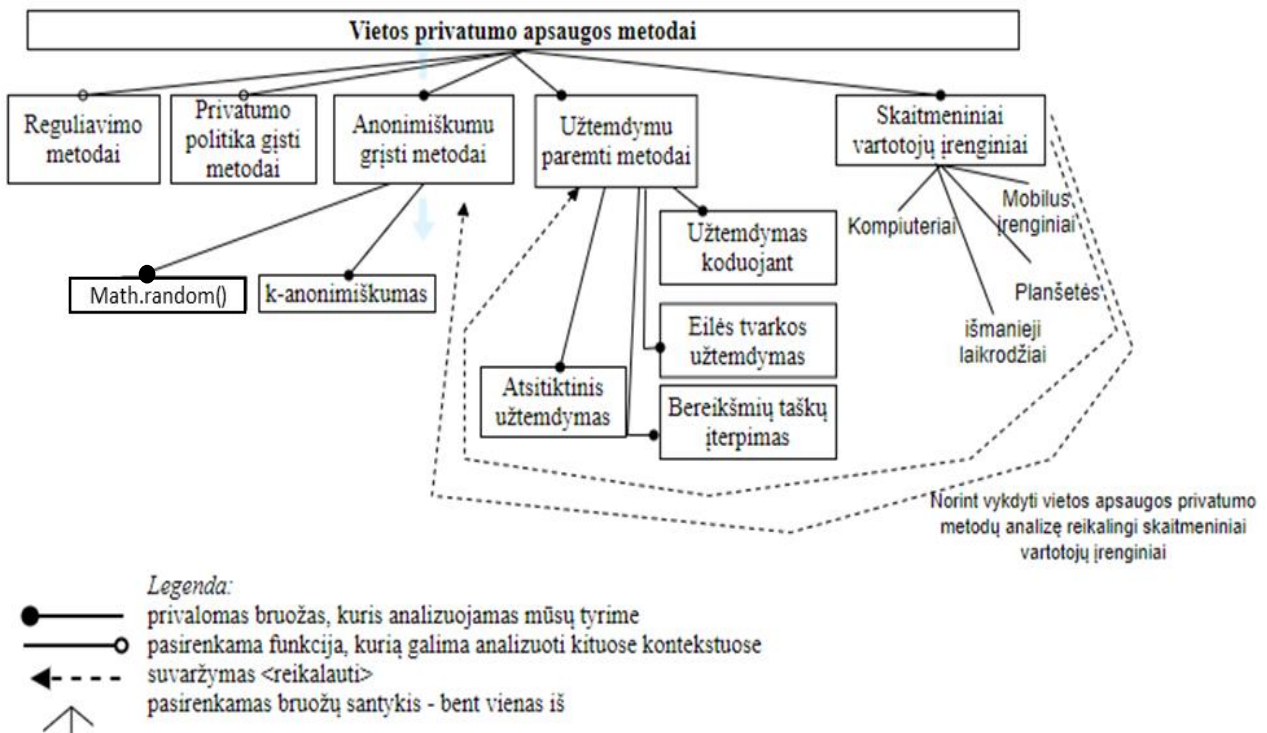 Vietos privatumo apsaugos metodai
Reguliavimo
metodai
Privatumo
politika gįsti
metodai
Anonimiškumu
grįsti metodai
Užtemdymu
paremti metodai
Skaitmeniniai
vartotojų įrenginiai
Math.random()
k-anonimiškumas
Užtemdymas
koduojant
Eilės tvarkos
užtemdymas
Atsitiktinis
užtemdymas
Bereikšmių taškų
įterpimas
Kompiuteriai
Mobilus
įrenginiai
Planšetės
išmanieji
laikrodžiai
Norint vykdyti vietos apsaugos privatumo
metodų analizę reikalingi skaitmeniniai
vartotojų įrenginiai
Legenda:
privalomas bruožas, kuris analizuojamas mūsų tyrime
pasirenkama funkcija, kurią galima analizuoti kituose kontekstuose
suvaržymas <reikalauti>
pasirenkamas bruožų santykis - bent vienas iš